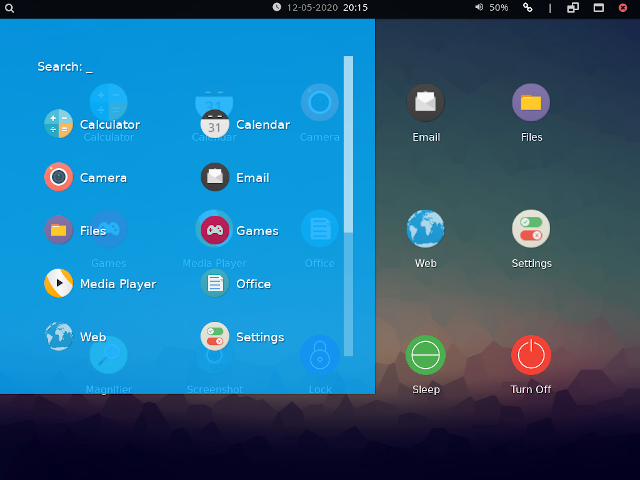 12-05-2020 20:15
50%
|
Search: _
Calculator Calendar
Camera Email
Files Games
Media Player Office
Web Settings
Calculator Calendar Camera Email Files
31
31
Games Media Player Office Web Settings
Magnifier Screenshot Lock Sleep Turn Off